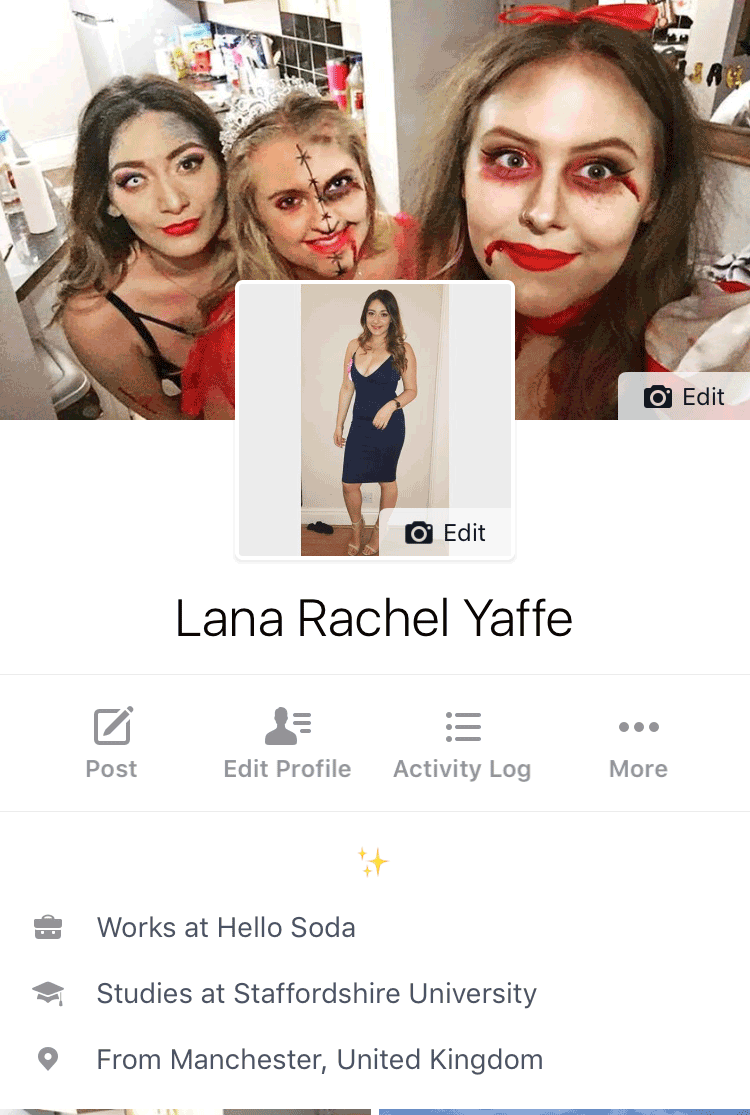 Edit
Edit
Lana Rachel Yaffe
Post
Edit Profile
Activity Log
More
Works at Hello Soda
Studies at Staffordshire University
From Manchester, United Kingdom